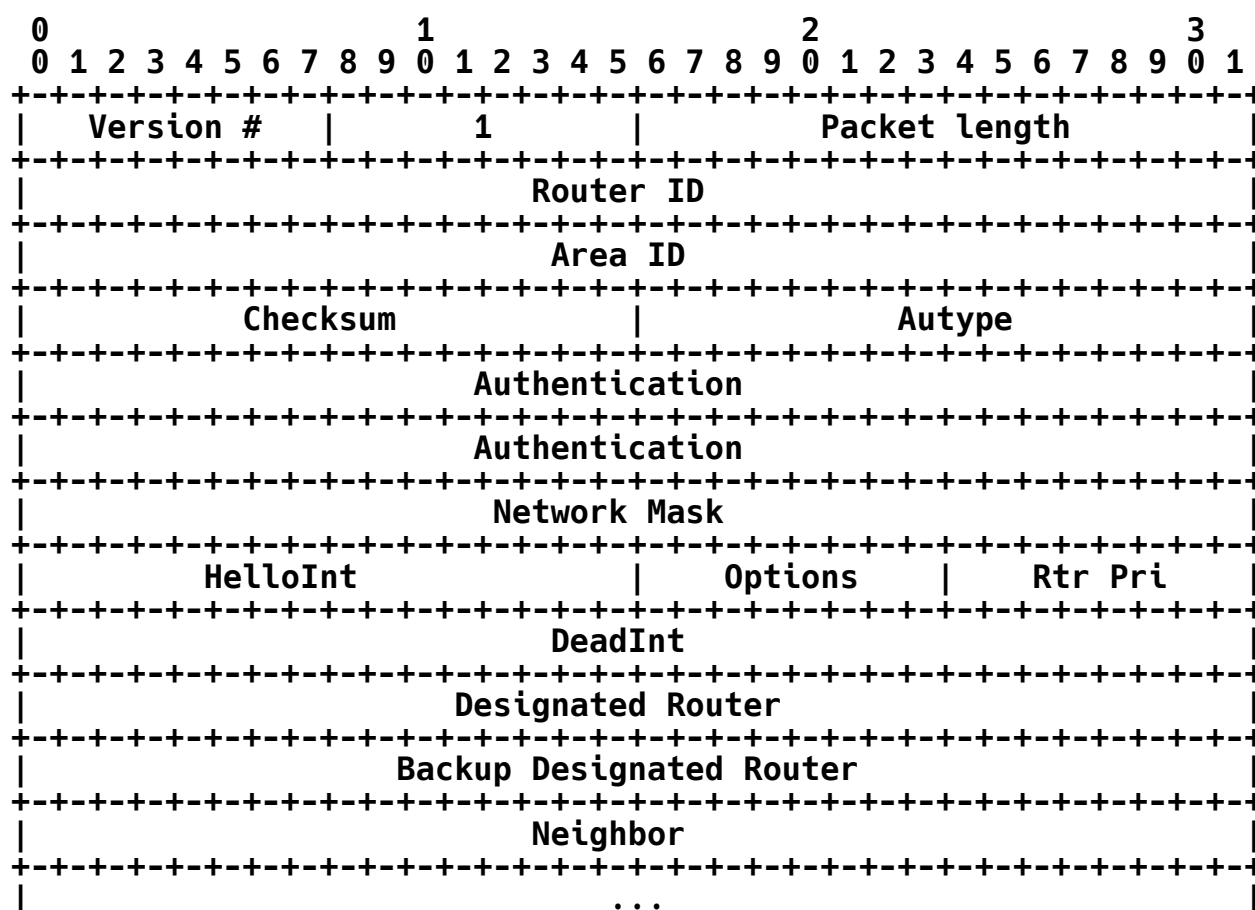 0                   1                   2                   3
0 1 2 3 4 5 6 7 8 9 0 1 2 3 4 5 6 7 8 9 0 1 2 3 4 5 6 7 8 9 0 1
+-+-+-+-+-+-+-+-+-+-+-+-+-+-+-+-+-+-+-+-+-+-+-+-+-+-+-+-+-+-+-+-+
|   Version #   |       1       |         Packet length         |
+-+-+-+-+-+-+-+-+-+-+-+-+-+-+-+-+-+-+-+-+-+-+-+-+-+-+-+-+-+-+-+-+
|                          Router ID                            |
+-+-+-+-+-+-+-+-+-+-+-+-+-+-+-+-+-+-+-+-+-+-+-+-+-+-+-+-+-+-+-+-+
|                           Area ID                             |
+-+-+-+-+-+-+-+-+-+-+-+-+-+-+-+-+-+-+-+-+-+-+-+-+-+-+-+-+-+-+-+-+
|           Checksum            |             Autype            |
+-+-+-+-+-+-+-+-+-+-+-+-+-+-+-+-+-+-+-+-+-+-+-+-+-+-+-+-+-+-+-+-+
|                       Authentication                          |
+-+-+-+-+-+-+-+-+-+-+-+-+-+-+-+-+-+-+-+-+-+-+-+-+-+-+-+-+-+-+-+-+
|                       Authentication                          |
+-+-+-+-+-+-+-+-+-+-+-+-+-+-+-+-+-+-+-+-+-+-+-+-+-+-+-+-+-+-+-+-+
|                        Network Mask                           |
+-+-+-+-+-+-+-+-+-+-+-+-+-+-+-+-+-+-+-+-+-+-+-+-+-+-+-+-+-+-+-+-+
|         HelloInt              |    Options    |    Rtr Pri    |
+-+-+-+-+-+-+-+-+-+-+-+-+-+-+-+-+-+-+-+-+-+-+-+-+-+-+-+-+-+-+-+-+
|                           DeadInt                             |
+-+-+-+-+-+-+-+-+-+-+-+-+-+-+-+-+-+-+-+-+-+-+-+-+-+-+-+-+-+-+-+-+
|                      Designated Router                        |
+-+-+-+-+-+-+-+-+-+-+-+-+-+-+-+-+-+-+-+-+-+-+-+-+-+-+-+-+-+-+-+-+
|                   Backup Designated Router                    |
+-+-+-+-+-+-+-+-+-+-+-+-+-+-+-+-+-+-+-+-+-+-+-+-+-+-+-+-+-+-+-+-+
|                          Neighbor                             |
+-+-+-+-+-+-+-+-+-+-+-+-+-+-+-+-+-+-+-+-+-+-+-+-+-+-+-+-+-+-+-+-+
|                              ...                              |